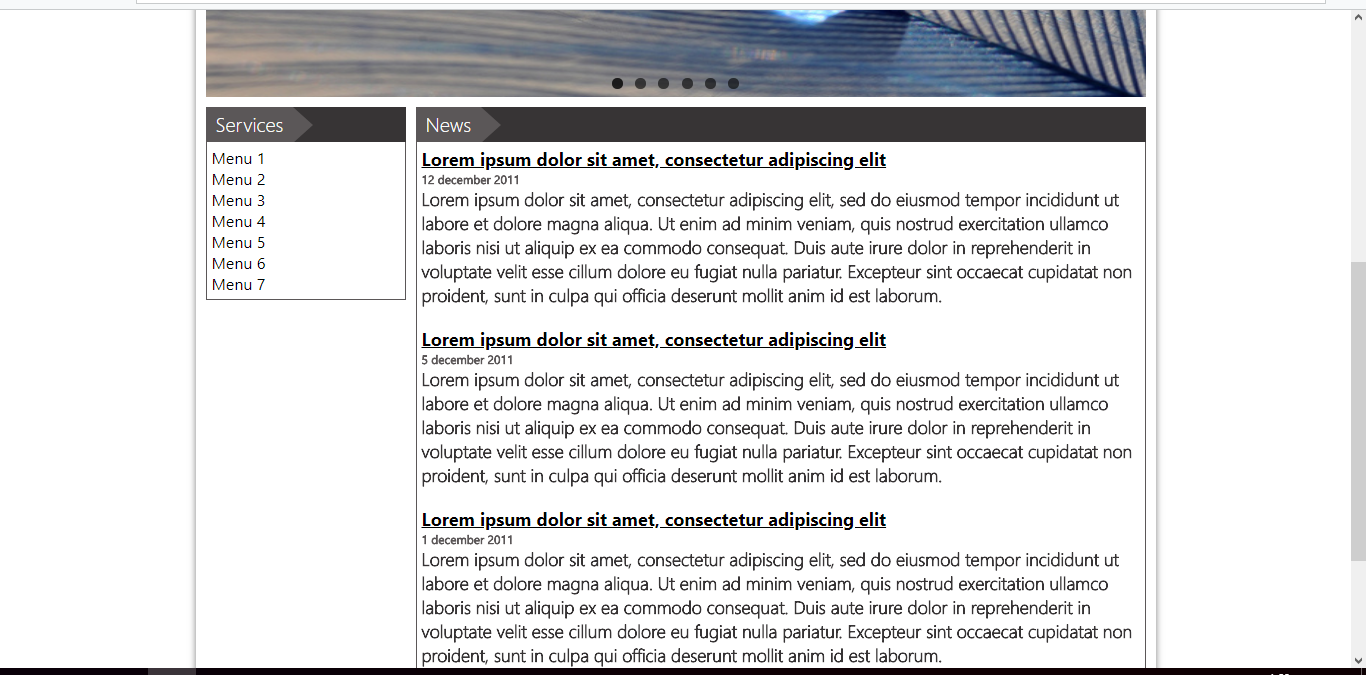 Services
Menu 1
Menu 2
Menu 3
Menu 4
Menu 5
Menu 6
Menu 7
News
Lorem ipsum dolor sit amet, consectetur adipiscing elit
12 december 2011
Lorem ipsum dolor sit amet, consectetur adipiscing elit, sed do eiusmod tempor incididunt ut
labore et dolore magna aliqua. Ut enim ad minim veniam, quis nostrud exercitation ullamco
laboris nisi ut aliquip ex ea commodo consequat. Duis aute irure dolor in reprehenderit in
voluptate velit esse cillum dolore eu fugiat nulla pariatur. Excepteur sint occaecat cupidatat non
proident, sunt in culpa qui officia deserunt mollit anim id est laborum.
Lorem ipsum dolor sit amet, consectetur adipiscing elit
5 december 2011
Lorem ipsum dolor sit amet, consectetur adipiscing elit, sed do eiusmod tempor incididunt ut
labore et dolore magna aliqua. Ut enim ad minim veniam, quis nostrud exercitation ullamco
laboris nisi ut aliquip ex ea commodo consequat. Duis aute irure dolor in reprehenderit in
voluptate velit esse cillum dolore eu fugiat nulla pariatur. Excepteur sint occaecat cupidatat non
proident, sunt in culpa qui officia deserunt mollit anim id est laborum.
Lorem ipsum dolor sit amet, consectetur adipiscing elit
1 december 2011
Lorem ipsum dolor sit amet, consectetur adipiscing elit, sed do eiusmod tempor incididunt ut
labore et dolore magna aliqua. Ut enim ad minim veniam, quis nostrud exercitation ullamco
laboris nisi ut aliquip ex ea commodo consequat. Duis aute irure dolor in reprehenderit in
voluptate velit esse cillum dolore eu fugiat nulla pariatur. Excepteur sint occaecat cupidatat non
proident, sunt in culpa qui officia deserunt mollit anim id est laborum.